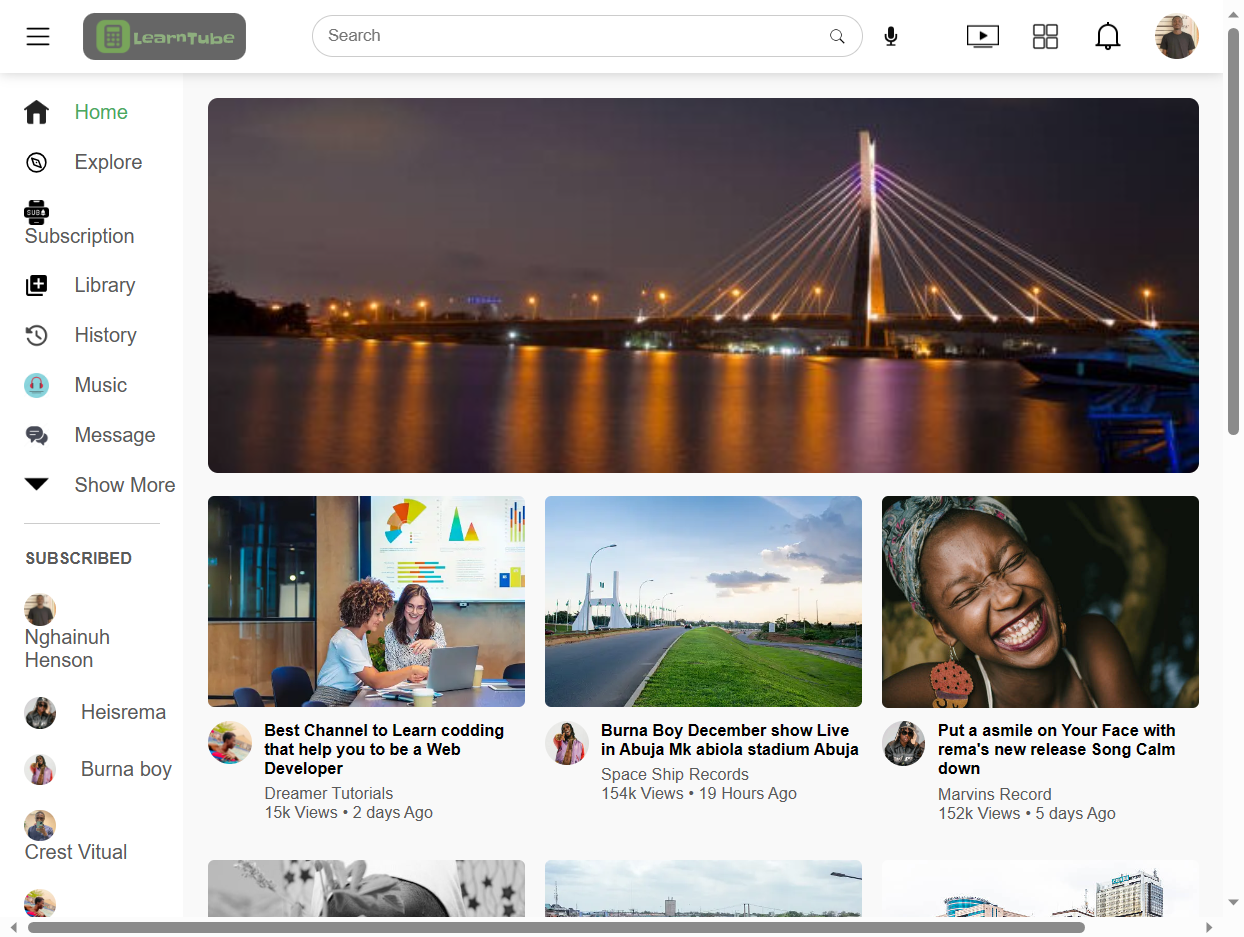 LearnTube
Search
Home
Explore
SUB
Subscription
Library
History
Music
Message
Show More
SUBSCRIBED
Nghainuh
Henson
Heisrema
Burna boy
Crest Vitual
Best Channel to Learn codding
that help you to be a Web
Developer
Dreamer Tutorials
15k Views • 2 days Ago
Burna Boy December show Live
in Abuja Mk abiola stadium Abuja
Space Ship Records
154k Views • 19 Hours Ago
Put a asmile on Your Face with
rema's new release Song Calm
down
Marvins Record
152k Views • 5 days Ago